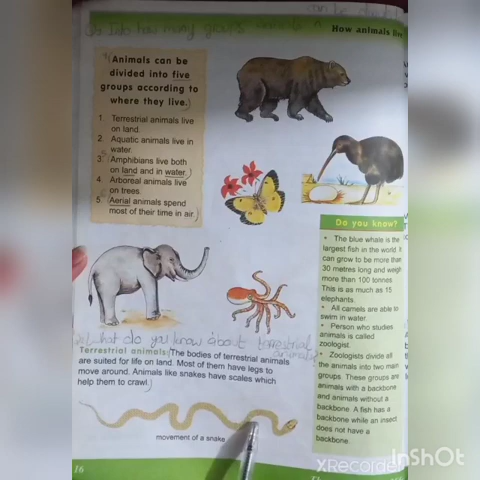 can be divid
Q. Into how many groups animals
How animals live
Animals can be
divided into five
groups according to
where they live.
1. Terrestrial animals live
on land.
2. Aquatic animals live in
water.
3. Amphibians live both
on land and in water.
4. Arboreal animals live
on trees.
5. Aerial animals spend
most of their time in air.
Do you know?
• The blue whale is the
largest fish in the world. It
can grow to be more than
30 metres long and weigh
more than 100 tonnes.
This is as much as 15
elephants.
• All camels are able to
swim in water.
• Person who studies
animals is called
zoologist.
• Zoologists divide all
the animals into two main
groups. These groups are
animals with a backbone
and animals without a
backbone. A fish has a
backbone while an insect
does not have a
backbone.
What do you know about terrestrial
animals
Terrestrial animals The bodies of terrestrial animals
are suited for life on land. Most of them have legs to
move around. Animals like snakes have scales which
help them to crawl.
movement of a snake
16
XRecorder
InShOt